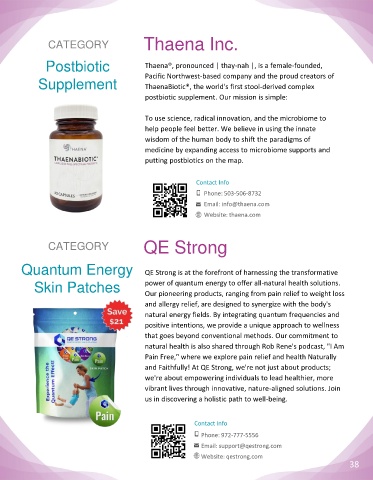 CATEGORY
Thaena Inc.
Postbiotic
Supplement
Thaena®, pronounced | thay-nah |, is a female-founded,
Pacific Northwest-based company and the proud creators of
ThaenaBiotic®, the world's first stool-derived complex
postbiotic supplement. Our mission is simple:
To use science, radical innovation, and the microbiome to
help people feel better. We believe in using the innate
wisdom of the human body to shift the paradigms of
medicine by expanding access to microbiome supports and
putting postbiotics on the map.
THAENA
THAENABIOTIC
Contact Info
Phone: 503-506-8732
Email: info@thaena.com
Website: thaena.com
CATEGORY
QE Strong
Quantum Energy
Skin Patches
QE Strong is at the forefront of harnessing the transformative
power of quantum energy to offer all-natural health solutions.
Our pioneering products, ranging from pain relief to weight loss
and allergy relief, are designed to synergize with the body's
natural energy fields. By integrating quantum frequencies and
positive intentions, we provide a unique approach to wellness
that goes beyond conventional methods. Our commitment to
natural health is also shared through Rob Rene's podcast, "I Am
Pain Free," where we explore pain relief and health Naturally
and Faithfully! At QE Strong, we're not just about products;
we're about empowering individuals to lead healthier, more
vibrant lives through innovative, nature-aligned solutions. Join
us in discovering a holistic path to well-being.
Save
$21
QE STRONG
Experience the
Quantum Effect!
Pain
Contact Info
Phone: 972-777-5556
Email: support@qestrong.com
Website: qestrong.com
38